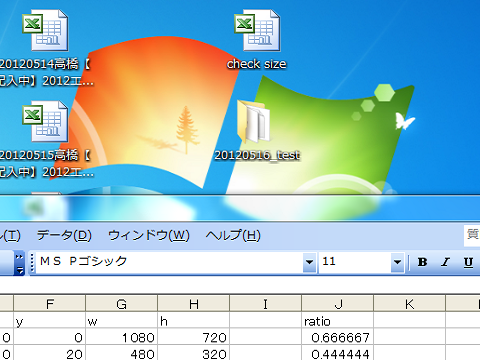 20120514高橋【
記入中】2012エ...
check size
20120515高橋【
記入中】2012エ...
20120516_test
ル(T) データ(D) ウィンドウ(W) ヘルプ(H) 質
ＭＳ Ｐゴシック 11 B I U
F G H I J K
y w h ratio
0 0 1080 720 0.666667
0 20 480 320 0.444444